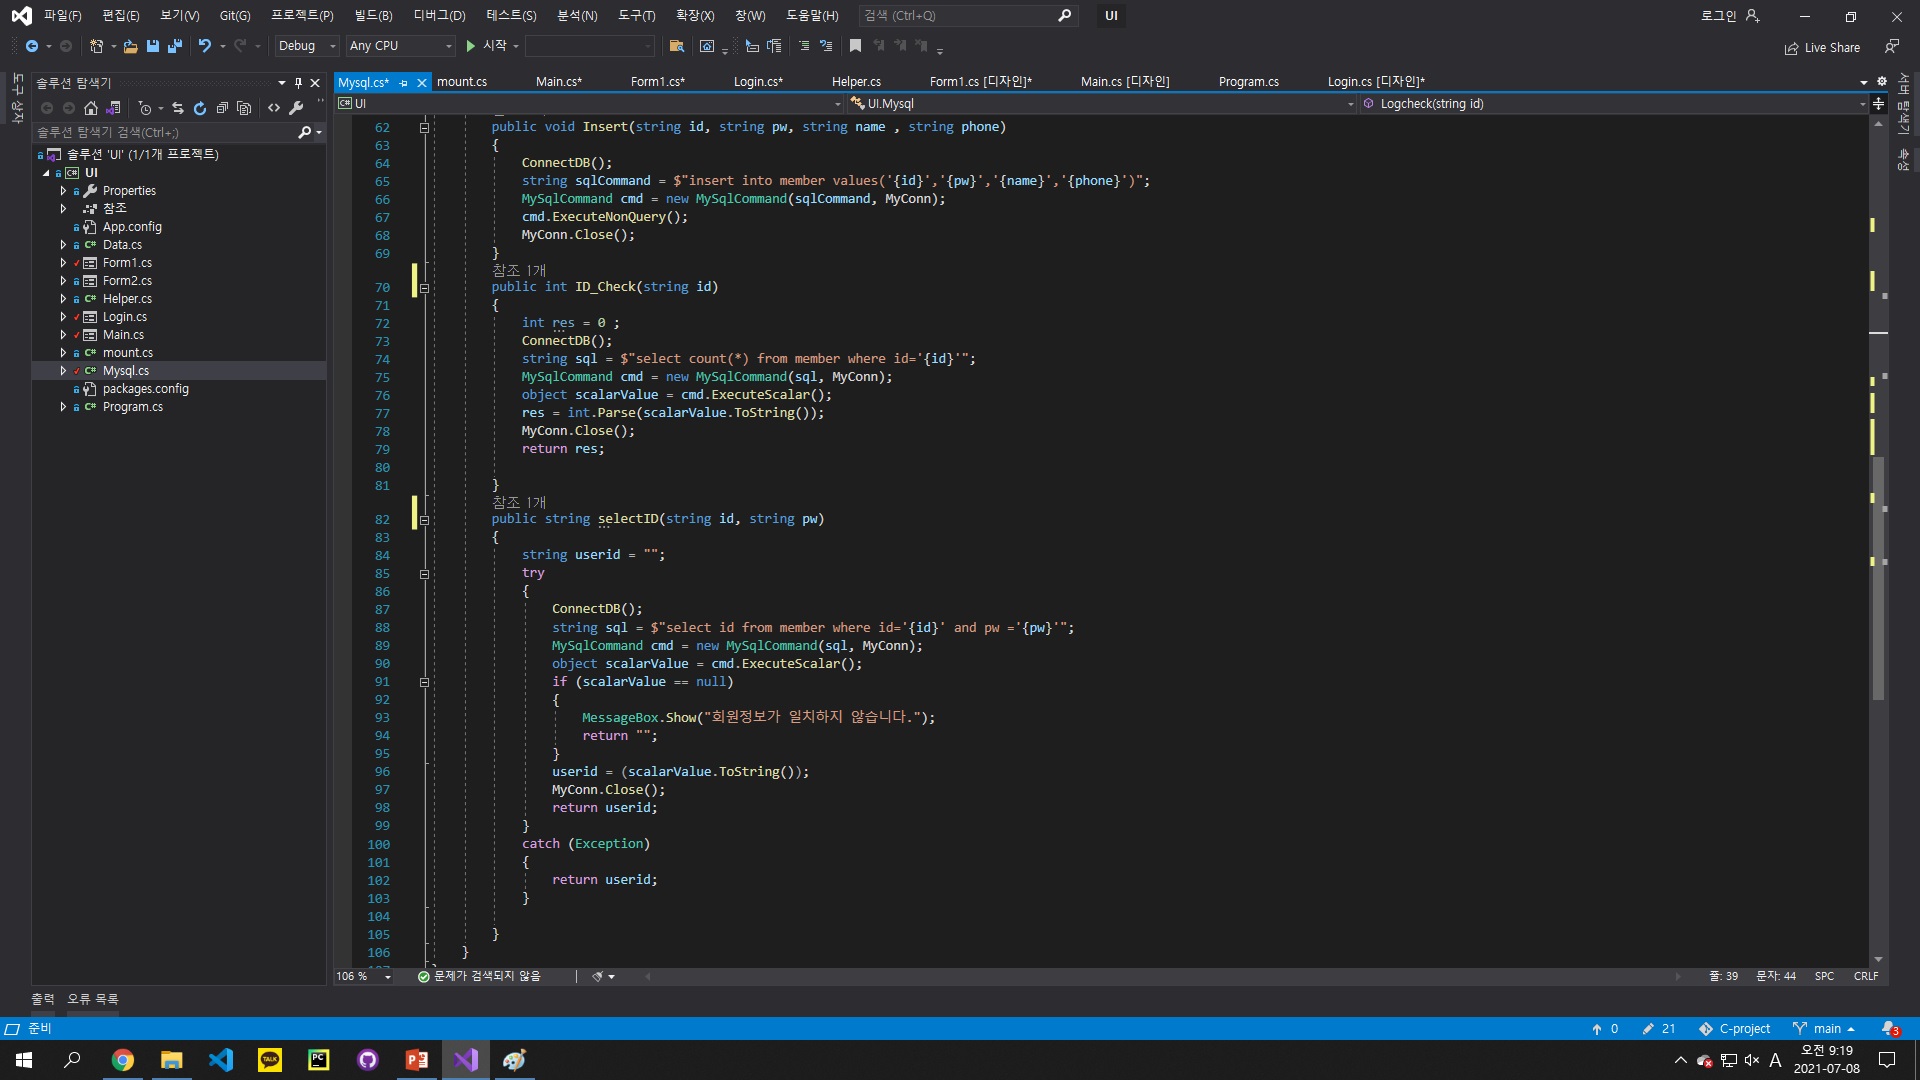 파일(F) 편집(E) 보기(V) Git(G) 프로젝트(P) 빌드(B) 디버그(D) 테스트(S) 분석(N) 도구(T) 확장(X) 창(W) 도움말(H) 검색 (Ctrl+Q) UI 로그인
Debug Any CPU 시작 Live Share
도구 상자
솔루션 탐색기
솔루션 탐색기 검색(Ctrl+;)
솔루션 'UI' (1/1개 프로젝트)
UI
Properties
참조
App.config
Data.cs
Form1.cs
Form2.cs
Helper.cs
Login.cs
Main.cs
mount.cs
Mysql.cs
packages.config
Program.cs
Mysql.cs* mount.cs Main.cs* Form1.cs* Login.cs* Helper.cs Form1.cs [디자인]* Main.cs [디자인] Program.cs Login.cs [디자인]*
UI UI.Mysql Logcheck(string id)
62 public void Insert(string id, string pw, string name , string phone)
63 {
64 ConnectDB();
65 string sqlCommand = $"insert into member values('{id}','{pw}','{name}','{phone}')";
66 MySqlCommand cmd = new MySqlCommand(sqlCommand, MyConn);
67 cmd.ExecuteNonQuery();
68 MyConn.Close();
69 }
참조 1개
70 public int ID_Check(string id)
71 {
72 int res = 0 ;
73 ConnectDB();
74 string sql = $"select count(*) from member where id='{id}'";
75 MySqlCommand cmd = new MySqlCommand(sql, MyConn);
76 object scalarValue = cmd.ExecuteScalar();
77 res = int.Parse(scalarValue.ToString());
78 MyConn.Close();
79 return res;
80
81 }
참조 1개
82 public string selectID(string id, string pw)
83 {
84 string userid = "";
85 try
86 {
87 ConnectDB();
88 string sql = $"select id from member where id='{id}' and pw ='{pw}'";
89 MySqlCommand cmd = new MySqlCommand(sql, MyConn);
90 object scalarValue = cmd.ExecuteScalar();
91 if (scalarValue == null)
92 {
93 MessageBox.Show("회원정보가 일치하지 않습니다.");
94 return "";
95 }
96 userid = (scalarValue.ToString());
97 MyConn.Close();
98 return userid;
99 }
100 catch (Exception)
101 {
102 return userid;
103 }
104
105 }
106 }
106 % 문제가 검색되지 않음 줄: 39 문자: 44 SPC CRLF
서버 탐색기
속성
출력 오류 목록
준비 0 21 C-project main 3
TALK PC A 오전 9:19
2021-07-08